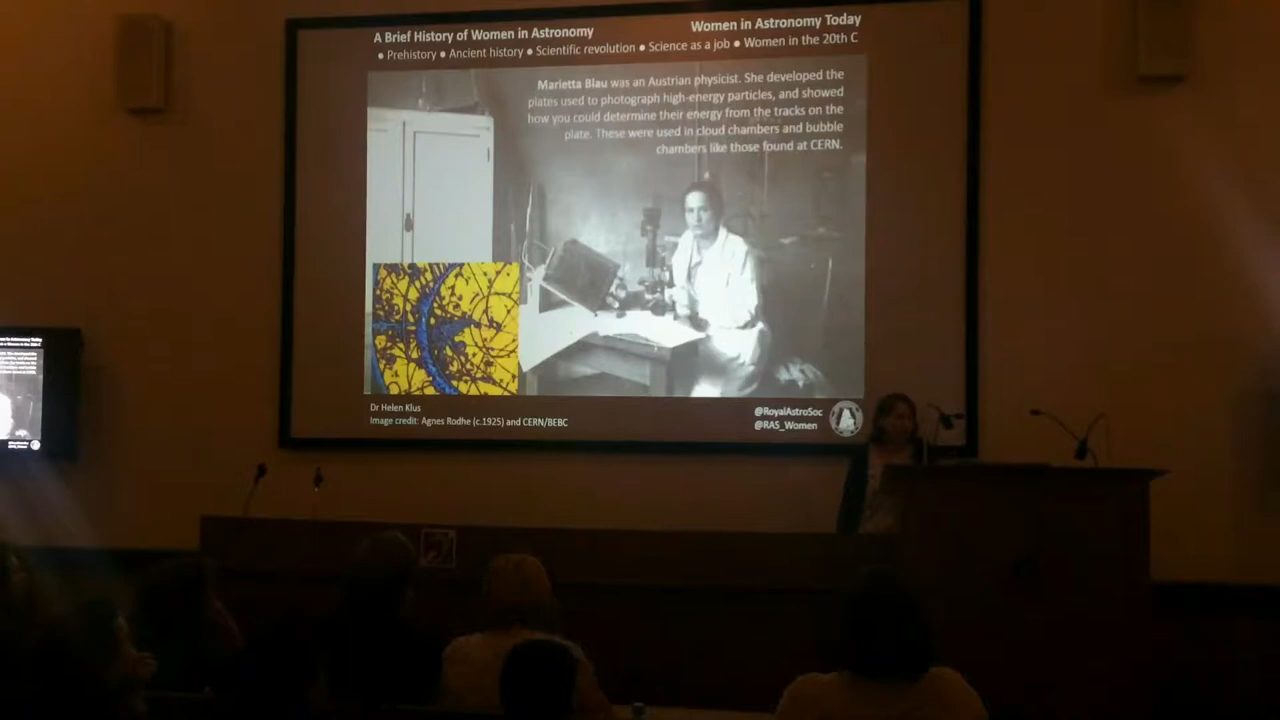 A Brief History of Women in Astronomy
Women in Astronomy Today
● Prehistory ● Ancient history ● Scientific revolution ● Science as a job ● Women in the 20th C
Marietta Blau was an Austrian physicist. She developed the
plates used to photograph high-energy particles, and showed
how you could determine their energy from the tracks on the
plate. These were used in cloud chambers and bubble
chambers like those found at CERN.
Dr Helen Klus
Image credit: Agnes Rodhe (c.1925) and CERN/BEBC
@RoyalAstroSoc
@RAS_Women